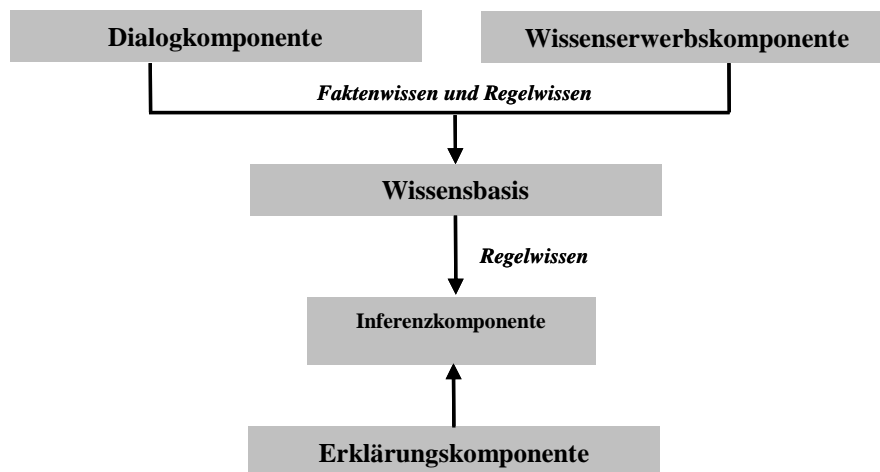 Dialogkomponente
Wissenserwerbskomponente
Faktenwissen und Regelwissen
Wissensbasis
Regelwissen
Inferenzkomponente
Erklärungskomponente